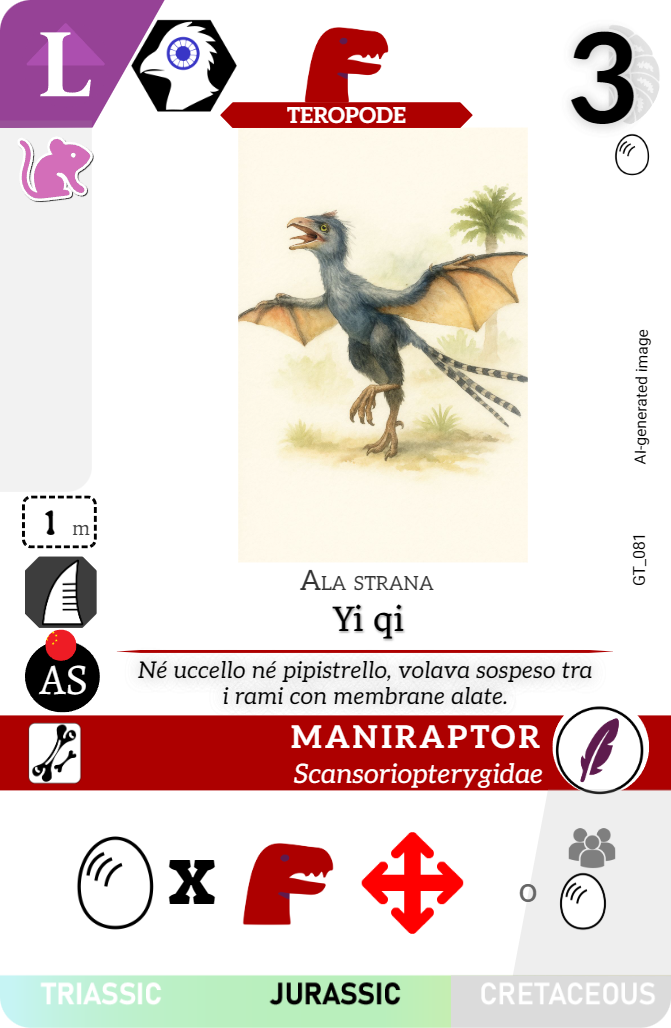 L
TEROPODE
3
AI-generated image
GT_081
1 m
AS
Ala strana
Yi qi
Né uccello né pipistrello, volava sospeso tra
i rami con membrane alate.
MANIRAPTOR
Scansoriopterygidae
x
o
TRIASSIC
JURASSIC
CRETACEOUS